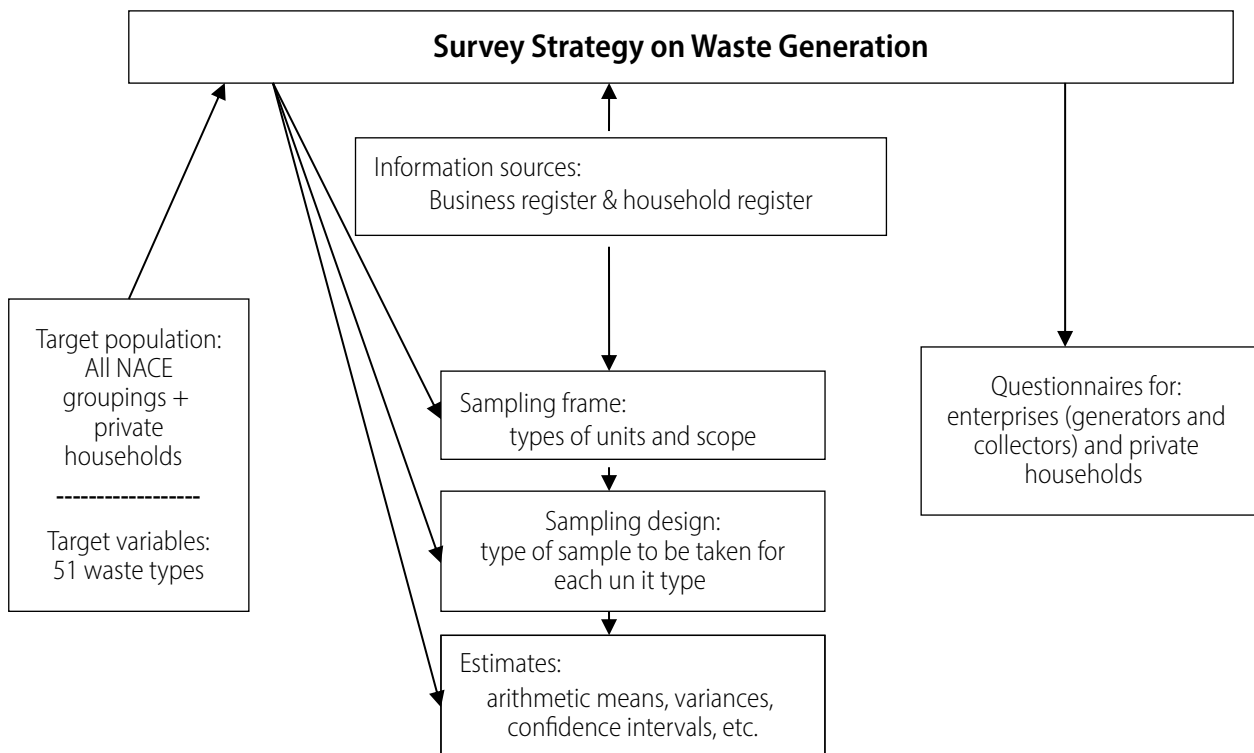 Survey Strategy on Waste Generation
Information sources:
Business register & household register
Target population:
All NACE
groupings +
private
households
------------------
Target variables:
51 waste types
Sampling frame:
types of units and scope
Sampling design:
type of sample to be taken for
each un it type
Estimates:
arithmetic means, variances,
confidence intervals, etc.
Questionnaires for:
enterprises (generators and
collectors) and private
households